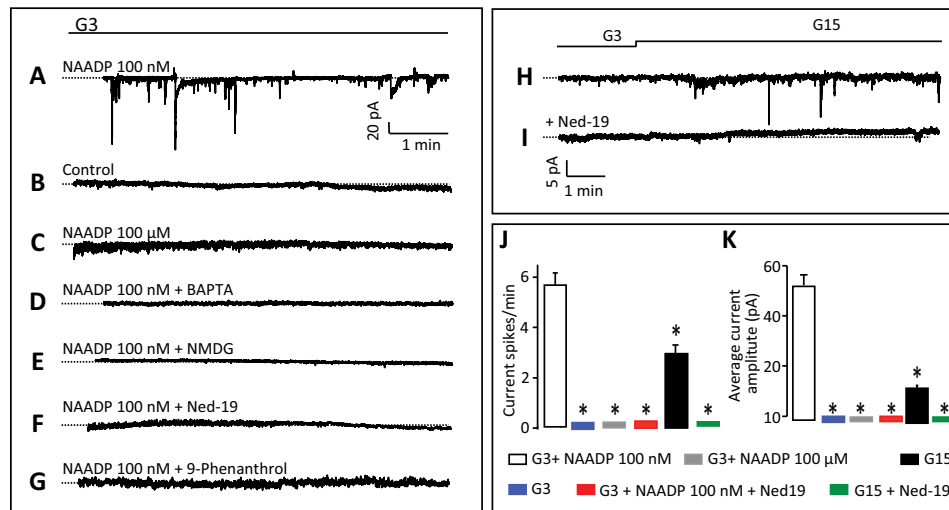 G3
A
NAADP 100 nM
20 pA
1 min
B
Control
C
NAADP 100 µM
D
NAADP 100 nM + BAPTA
E
NAADP 100 nM + NMDG
F
NAADP 100 nM + Ned-19
G
NAADP 100 nM + 9-Phenanthrol
G3
G15
H
I
+ Ned-19
5 pA
1 min
J
Current spikes/min
6
4
2
0
* * * * *
K
Average current
amplitute (pA)
60
50
20
10
* * * * *
G3+ NAADP 100 nM
G3+ NAADP 100 µM
G15
G3
G3 + NAADP 100 nM + Ned19
G15 + Ned-19